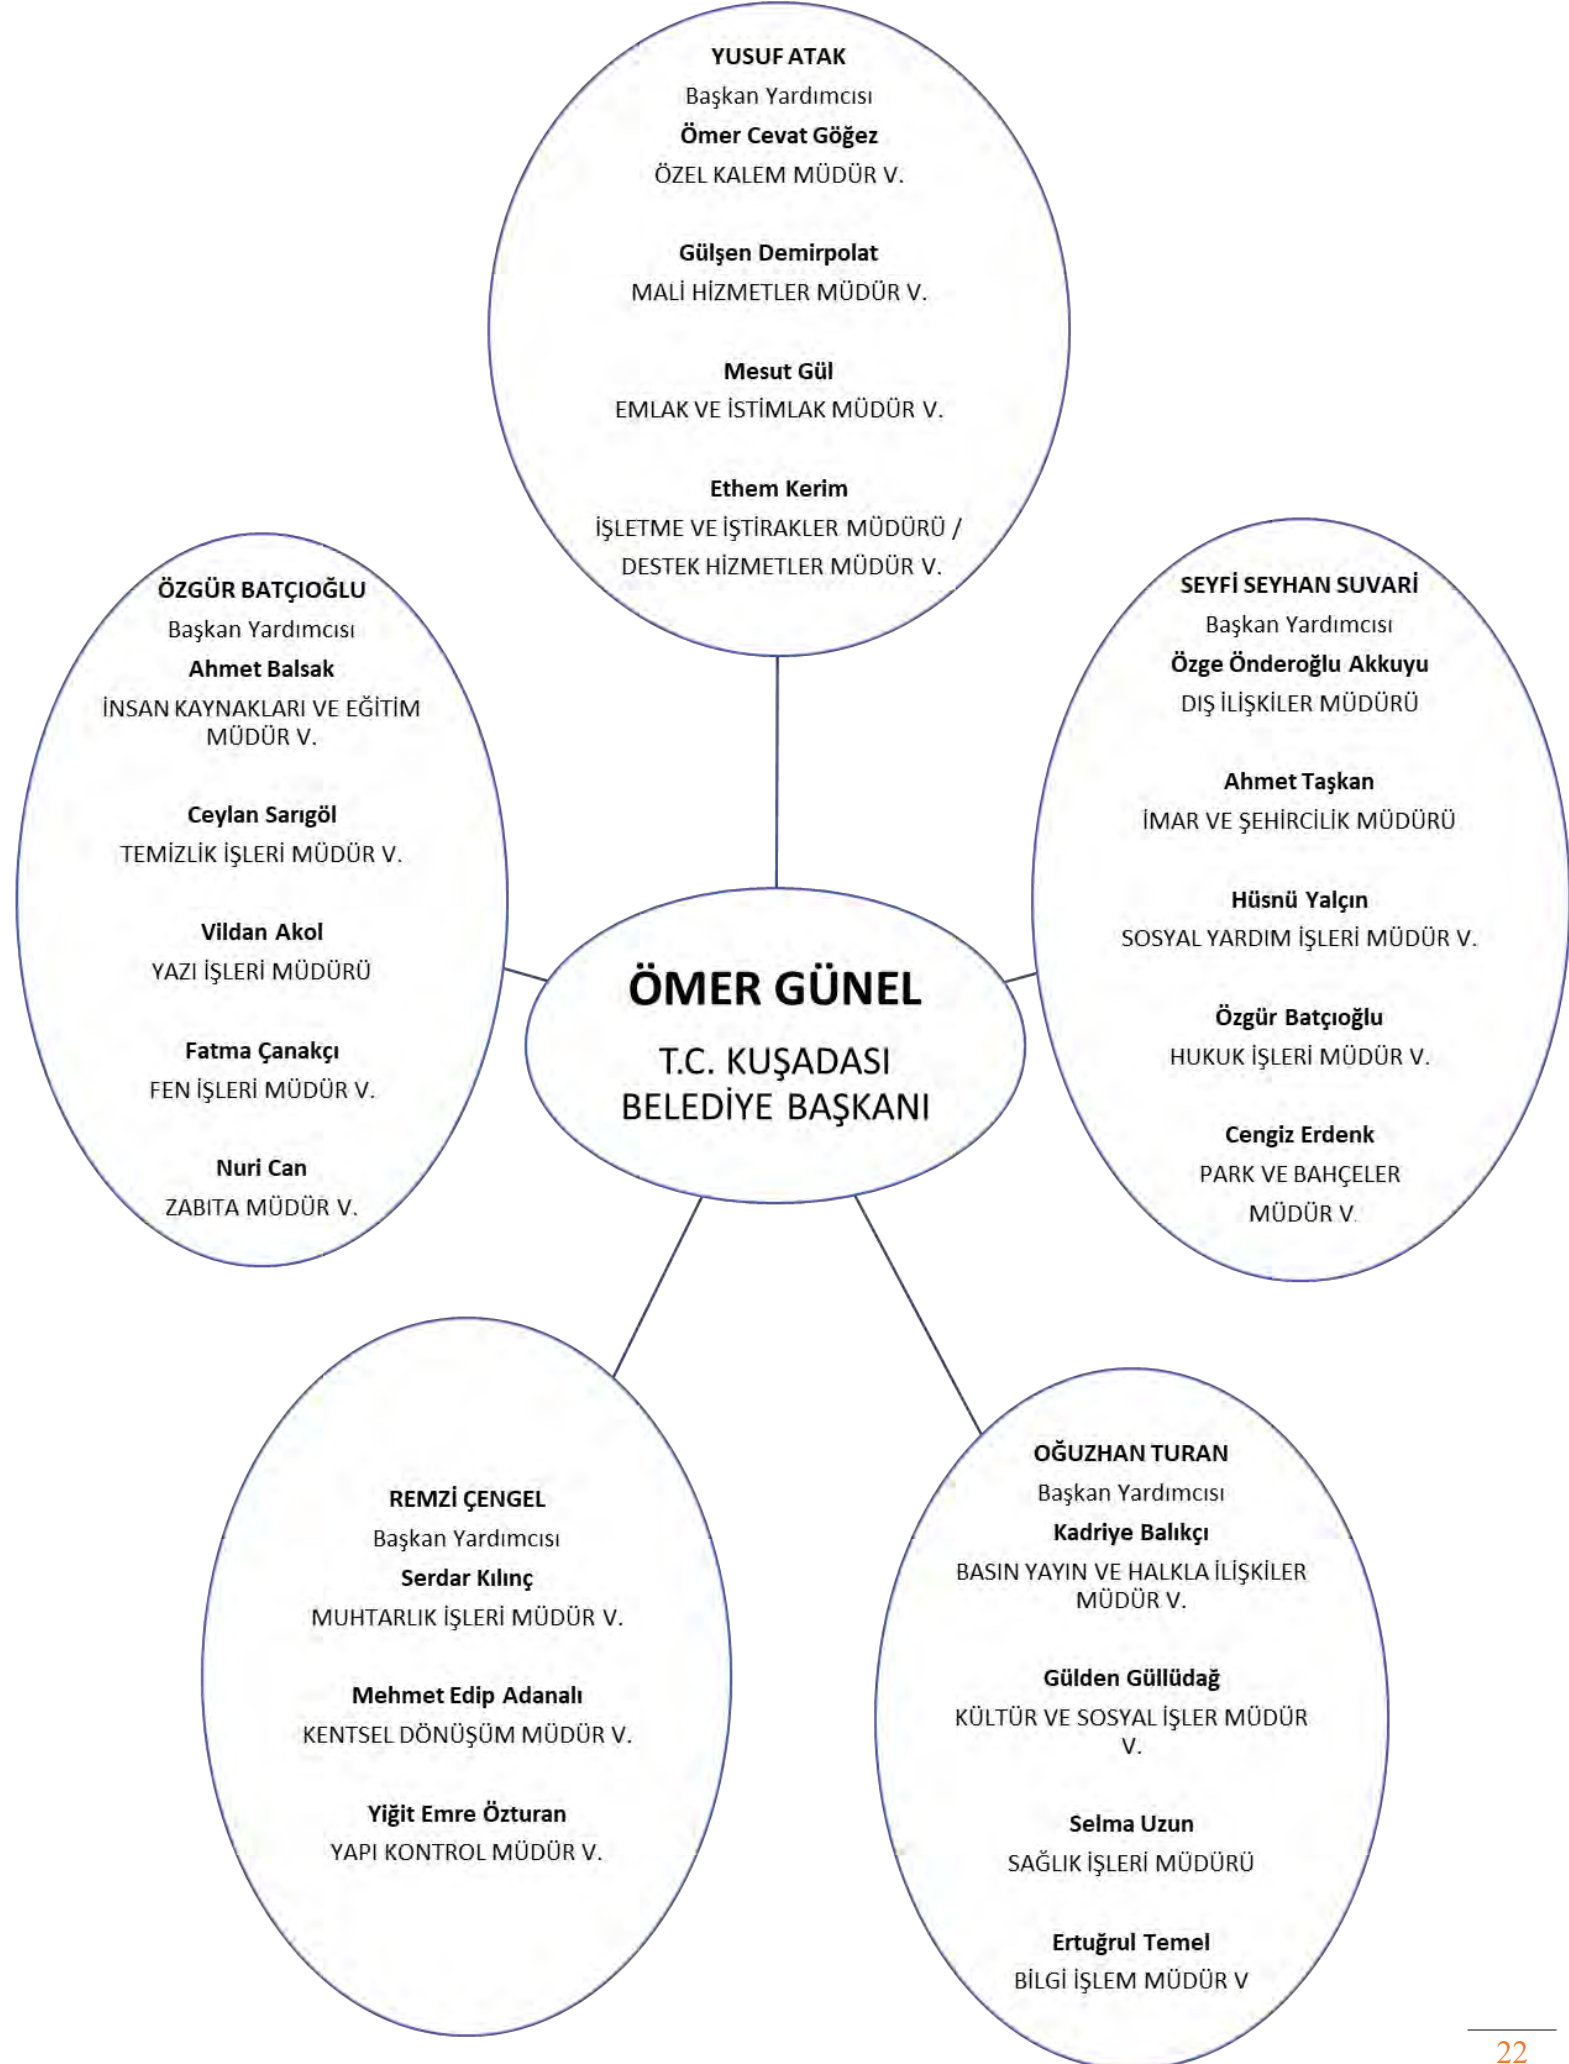 YUSUF ATAK
Başkan Yardımcısı
Ömer Cevat Göğez
ÖZEL KALEM MÜDÜR V.
Gülşen Demirpolat
MALİ HİZMETLER MÜDÜR V.
Mesut Gül
EMLAK VE İSTİMLAK MÜDÜR V.
Ethem Kerim
İŞLETME VE İŞTİRAKLER MÜDÜRÜ /
DESTEK HİZMETLER MÜDÜR V.
ÖZGÜR BATÇIOĞLU
Başkan Yardımcısı
Ahmet Balsak
İNSAN KAYNAKLARI VE EĞİTİM
MÜDÜR V.
Ceylan Sarıgöl
TEMİZLİK İŞLERİ MÜDÜR V.
Vildan Akol
YAZI İŞLERİ MÜDÜRÜ
Fatma Çanakçı
FEN İŞLERİ MÜDÜR V.
Nuri Can
ZABITA MÜDÜR V.
SEYFİ SEYHAN SUVARİ
Başkan Yardımcısı
Özge Önderoğlu Akkuyu
DIŞ İLİŞKİLER MÜDÜRÜ
Ahmet Taşkan
İMAR VE ŞEHİRCİLİK MÜDÜRÜ
Hüsnü Yalçın
SOSYAL YARDIM İŞLERİ MÜDÜR V.
Özgür Batçıoğlu
HUKUK İŞLERİ MÜDÜR V.
Cengiz Erdenk
PARK VE BAHÇELER
MÜDÜR V.
ÖMER GÜNEL
T.C. KUŞADASI
BELEDİYE BAŞKANI
REMZİ ÇENGEL
Başkan Yardımcısı
Serdar Kılınç
MUHTARLIK İŞLERİ MÜDÜR V.
Mehmet Edip Adanalı
KENTSEL DÖNÜŞÜM MÜDÜR V.
Yiğit Emre Özturan
YAPI KONTROL MÜDÜR V.
OĞUZHAN TURAN
Başkan Yardımcısı
Kadriye Balıkçı
BASIN YAYIN VE HALKLA İLİŞKİLER
MÜDÜR V.
Gülden Güllüdağ
KÜLTÜR VE SOSYAL İŞLER MÜDÜR
V.
Selma Uzun
SAĞLIK İŞLERİ MÜDÜRÜ
Ertuğrul Temel
BİLGİ İŞLEM MÜDÜR V
22